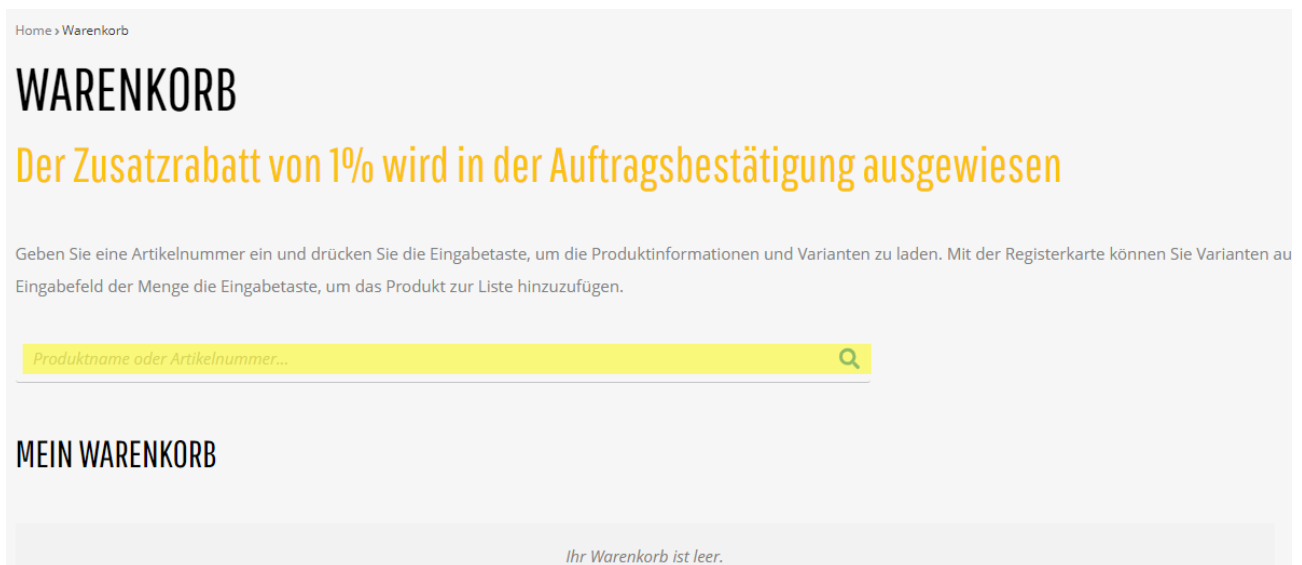 Home › Warenkorb
WARENKORB
Der Zusatzrabatt von 1% wird in der Auftragsbestätigung ausgewiesen
Geben Sie eine Artikelnummer ein und drücken Sie die Eingabetaste, um die Produktinformationen und Varianten zu laden. Mit der Registerkarte können Sie Varianten au
Eingabefeld der Menge die Eingabetaste, um das Produkt zur Liste hinzuzufügen.
Produktname oder Artikelnummer...
MEIN WARENKORB
Ihr Warenkorb ist leer.